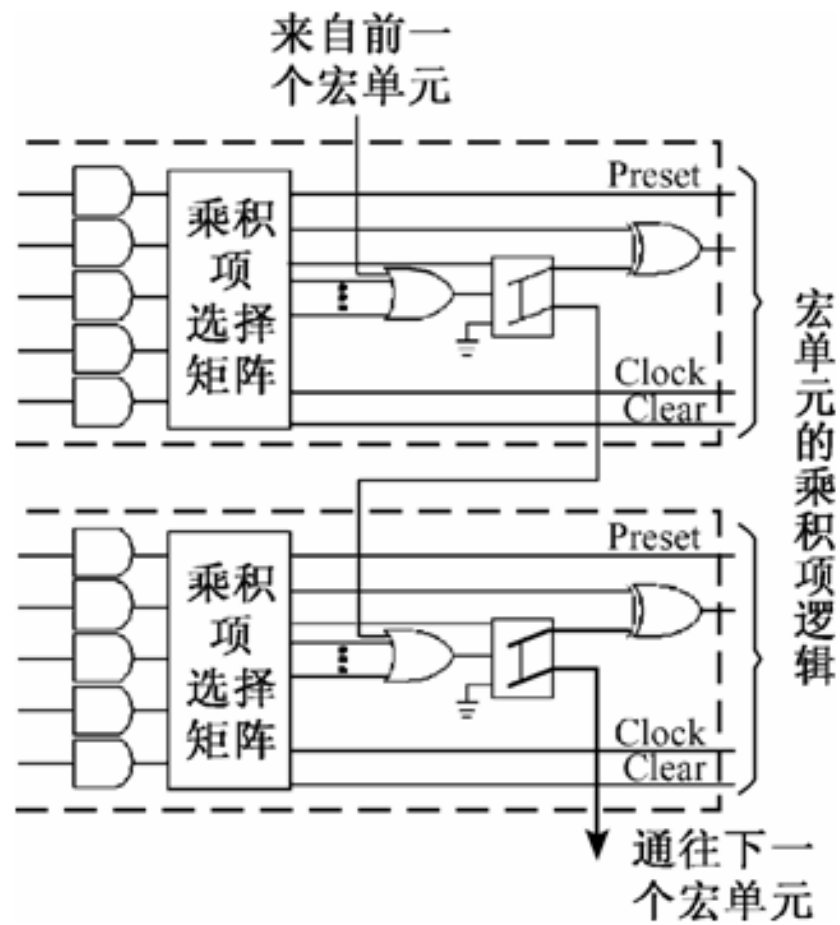 来自前一
个宏单元
Preset
乘积
项
选择
矩阵
Clock
Clear
宏单元的乘积项逻辑
Preset
乘积
项
选择
矩阵
Clock
Clear
通往下一
个宏单元